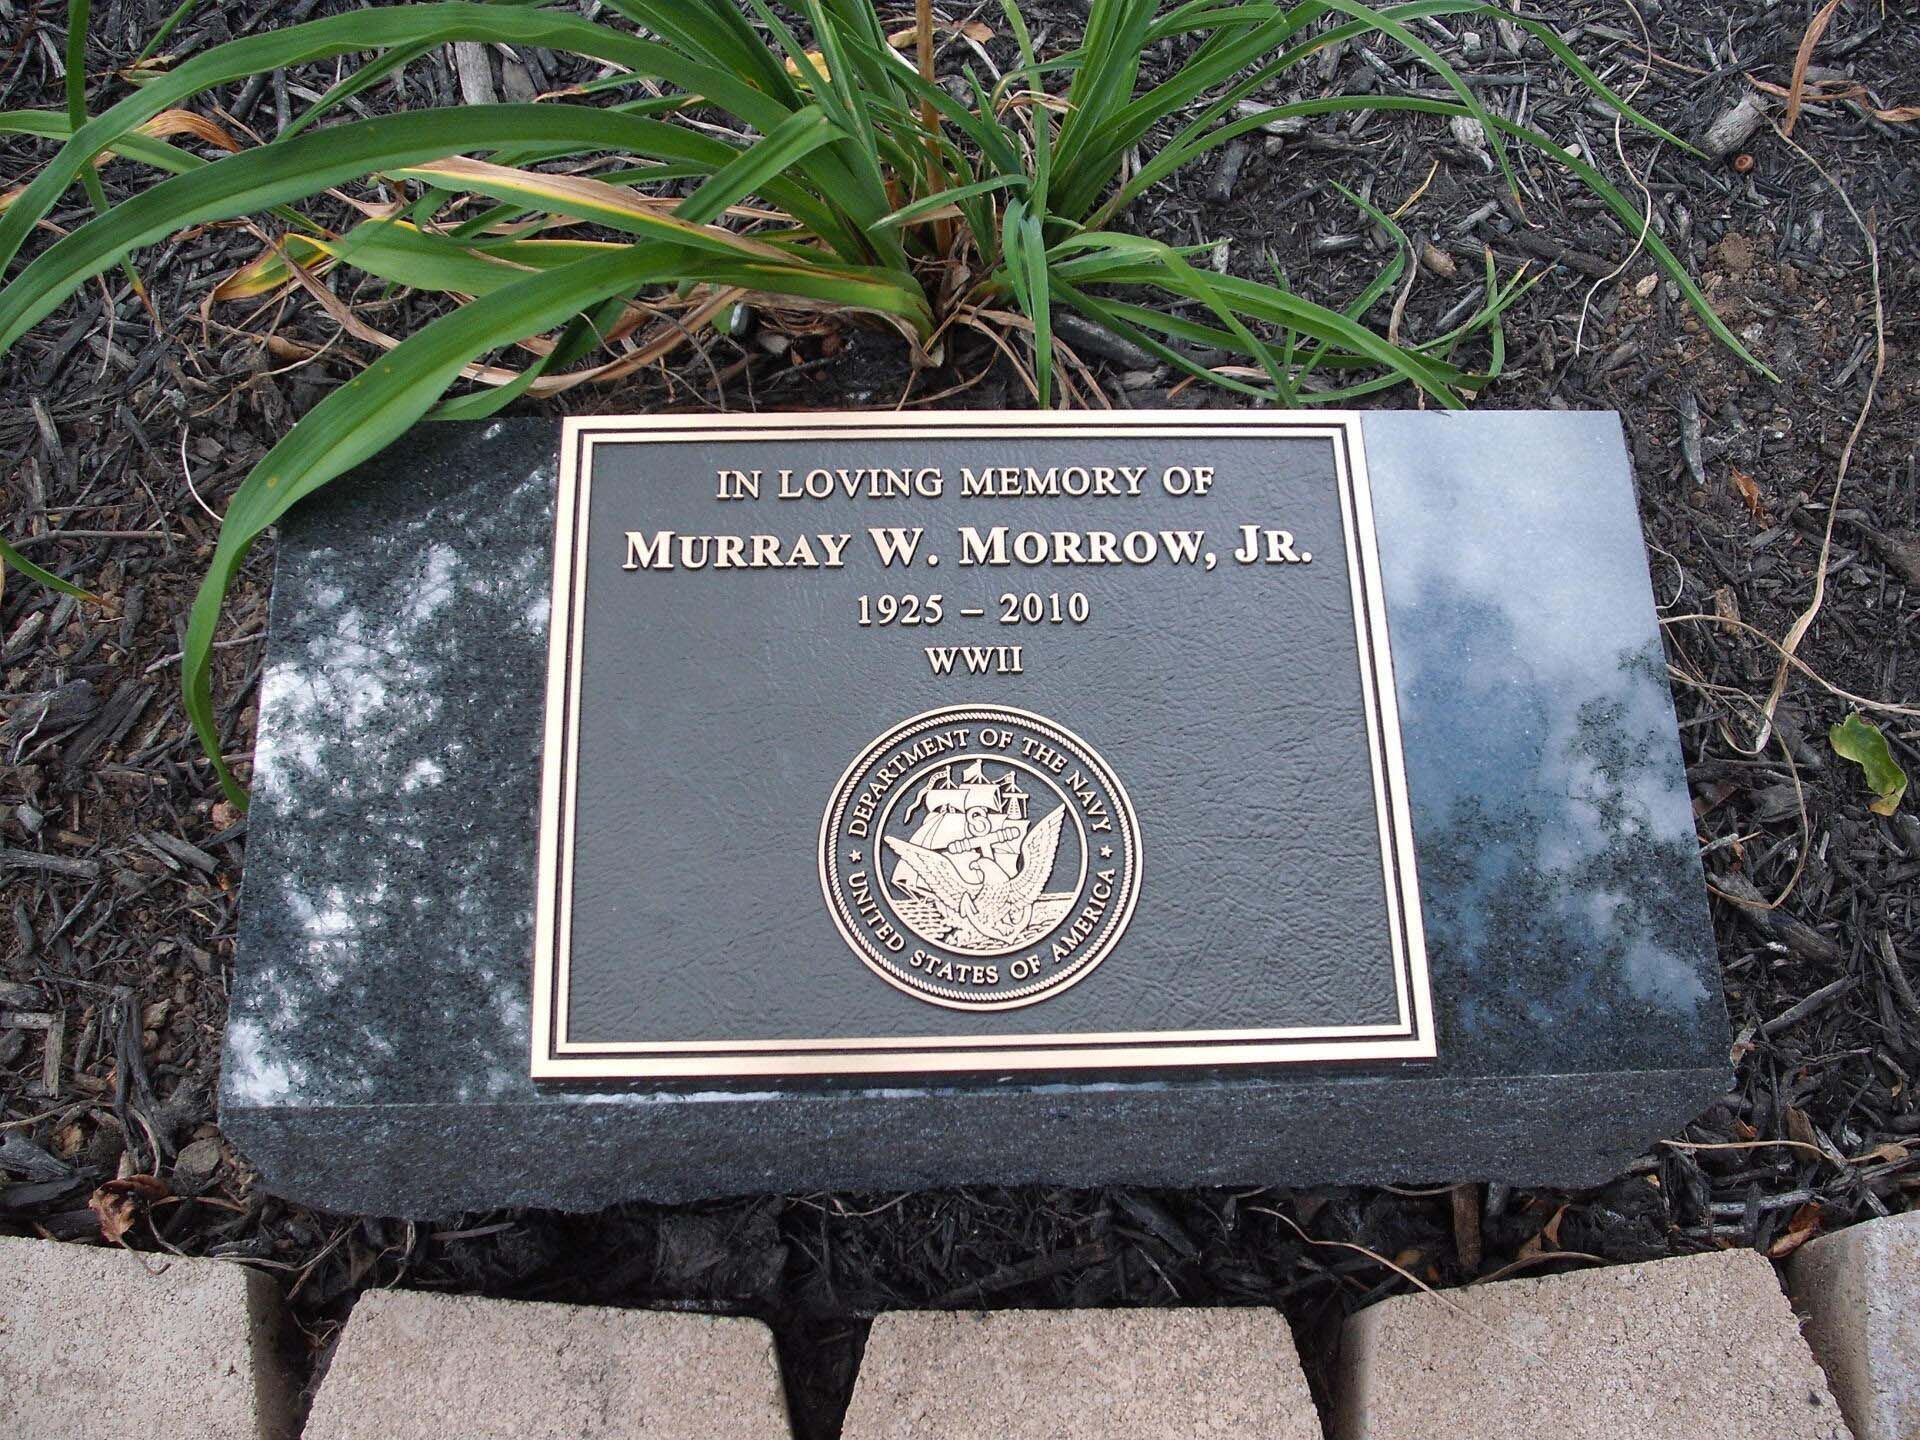 IN LOVING MEMORY OF
MURRAY W. MORROW, JR.
1925 – 2010
WWII
DEPARTMENT OF THE NAVY
★ UNITED STATES OF AMERICA ★